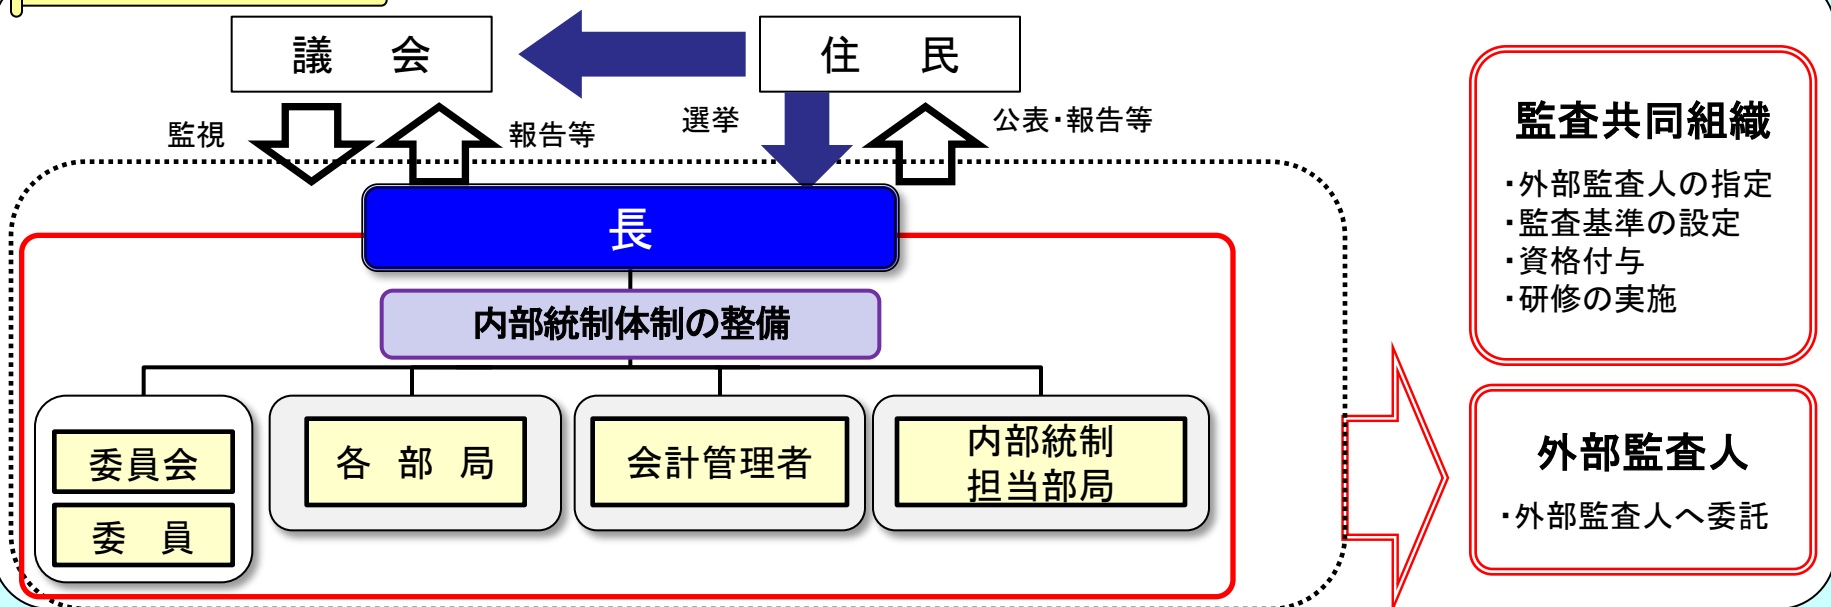 議 会
住 民
監視
報告等
選挙
公表・報告等
長
内部統制体制の整備
委員会
委 員
各 部 局
会計管理者
内部統制
担当部局
監査共同組織
・外部監査人の指定
・監査基準の設定
・資格付与
・研修の実施
外部監査人
・外部監査人へ委託